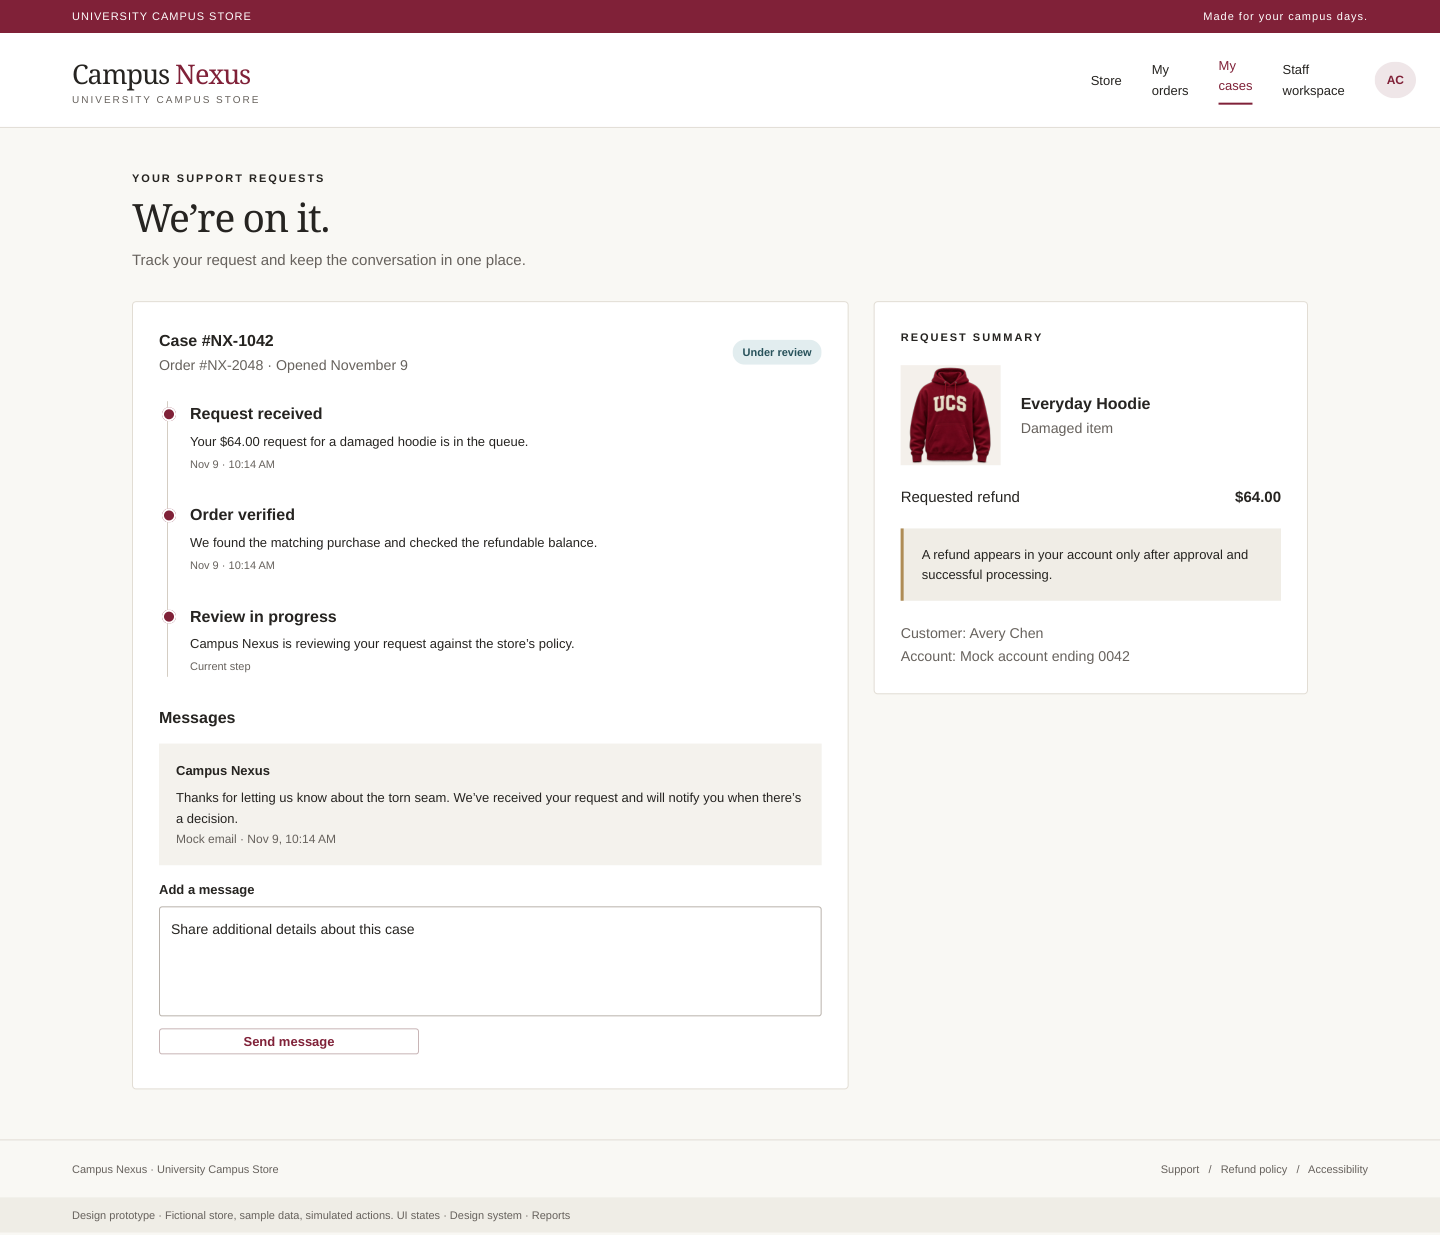 UNIVERSITY CAMPUS STORE
Made for your campus days.
Campus Nexus
UNIVERSITY CAMPUS STORE
Store
My
orders
My
cases
Staff
workspace
AC
YOUR SUPPORT REQUESTS
We’re on it.
Track your request and keep the conversation in one place.
Case #NX-1042
Order #NX-2048 · Opened November 9
Under review
Request received
Your $64.00 request for a damaged hoodie is in the queue.
Nov 9 · 10:14 AM
Order verified
We found the matching purchase and checked the refundable balance.
Nov 9 · 10:14 AM
Review in progress
Campus Nexus is reviewing your request against the store’s policy.
Current step
Messages
Campus Nexus
Thanks for letting us know about the torn seam. We’ve received your request and will notify you when there’s
a decision.
Mock email · Nov 9, 10:14 AM
Add a message
Share additional details about this case
Send message
REQUEST SUMMARY
UCS
Everyday Hoodie
Damaged item
Requested refund
$64.00
A refund appears in your account only after approval and
successful processing.
Customer: Avery Chen
Account: Mock account ending 0042
Campus Nexus · University Campus Store
Support / Refund policy / Accessibility
Design prototype · Fictional store, sample data, simulated actions. UI states · Design system · Reports